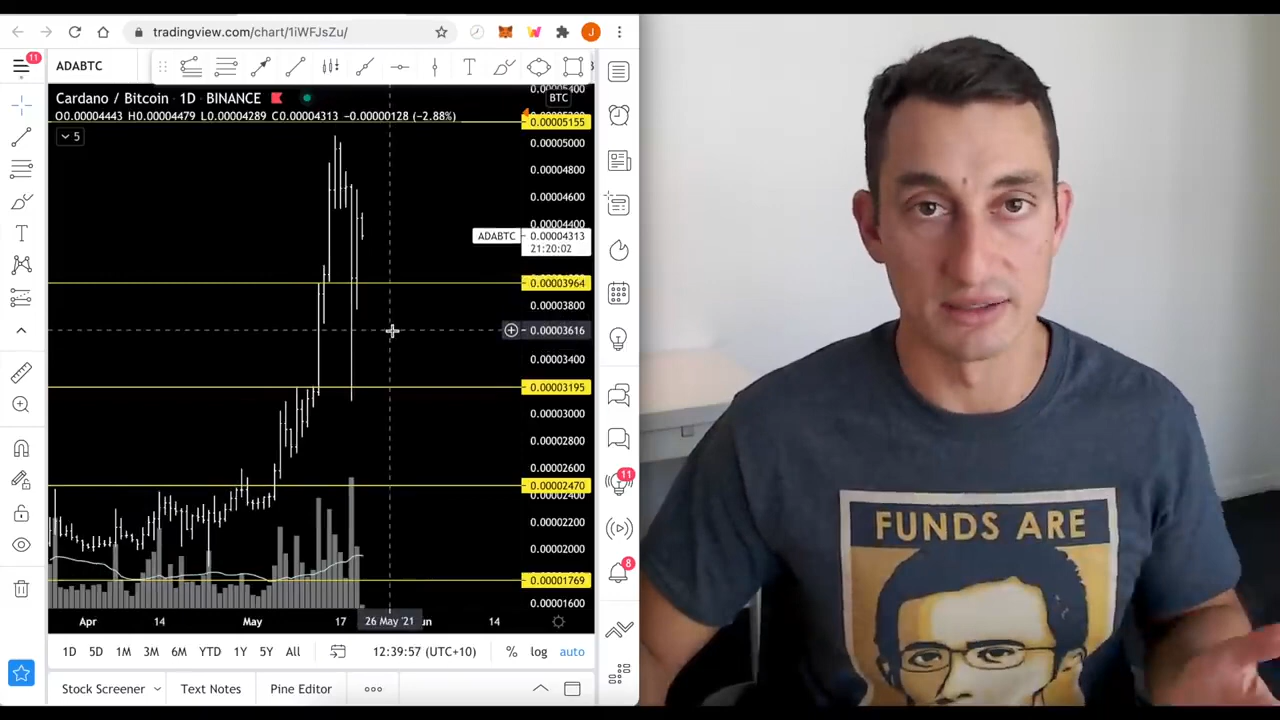 tradingview.com/chart/1iWFJsZu/
J
11
ADABTC
T
Cardano / Bitcoin · 1D · BINANCE
BTC
O0.00004443 H0.00004479 L0.00004289 C0.00004313 −0.00000128 (−2.88%)
5
0.00005155
0.00005000
0.00004800
0.00004600
0.00004400
ADABTC
0.00004313
21:20:02
0.00003964
0.00003800
0.00003616
0.00003400
0.00003195
0.00003000
0.00002800
0.00002600
0.00002470
0.00002400
0.00002200
0.00002000
0.00001769
0.00001600
T
11
8
Apr
14
May
17
26 May '21
14
1D 5D 1M 3M 6M YTD 1Y 5Y All
12:39:57 (UTC+10)
% log auto
Stock Screener
Text Notes
Pine Editor
FUNDS ARE